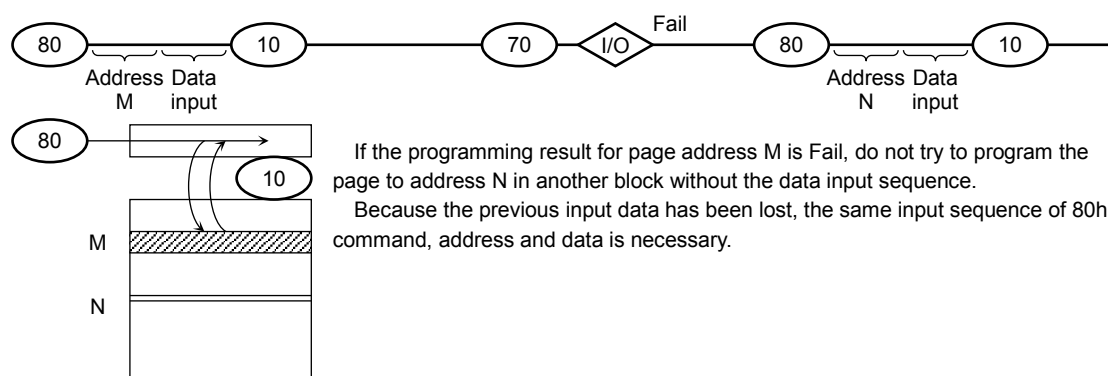 Fail
80 10 70 I/O 80 10
Address Data Address Data
M input N input
80
If the programming result for page address M is Fail, do not try to program the
10
page to address N in another block without the data input sequence.
Because the previous input data has been lost, the same input sequence of 80h
M
command, address and data is necessary.
N